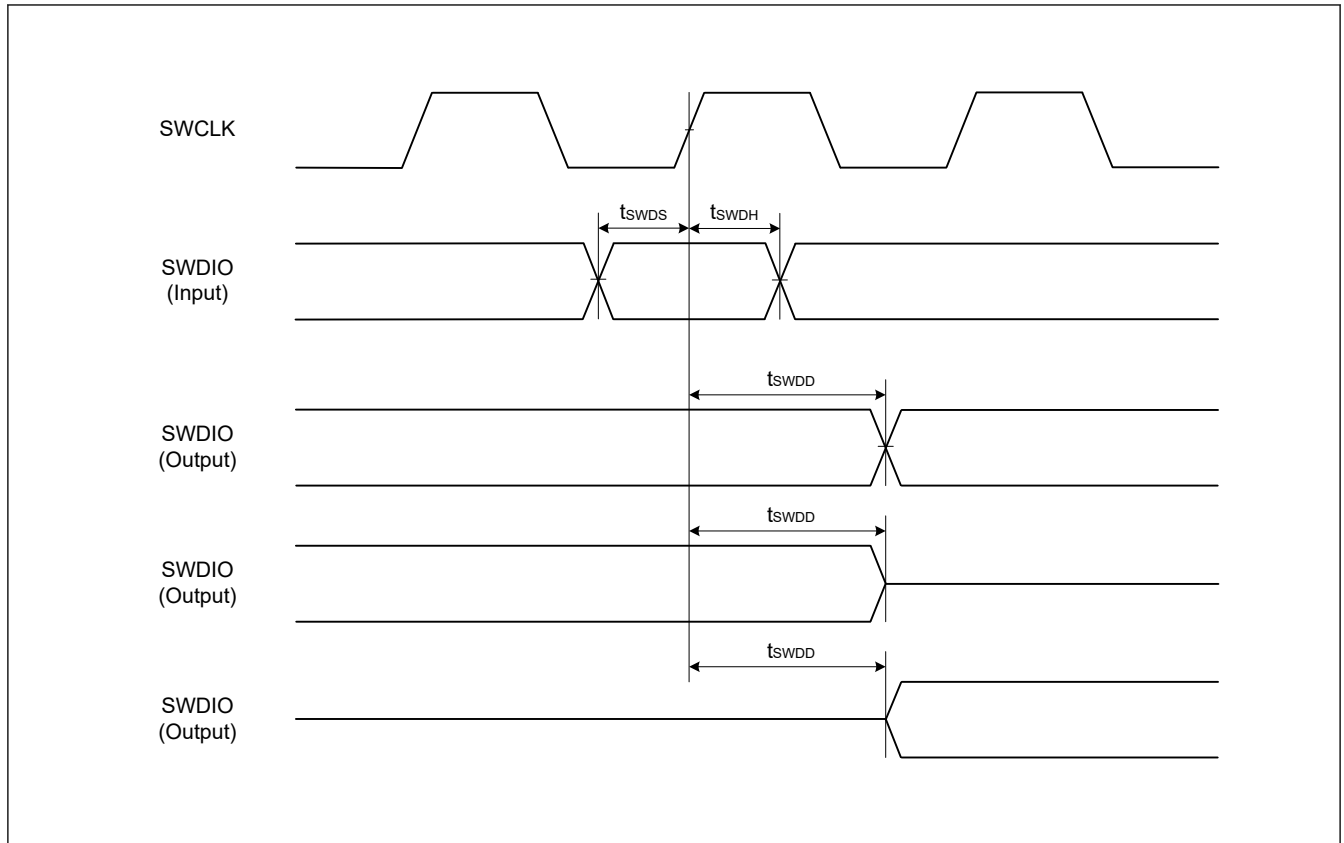 SWCLK
tSWDS
tSWDH
SWDIO
(Input)
tSWDD
SWDIO
(Output)
tSWDD
SWDIO
(Output)
tSWDD
SWDIO
(Output)